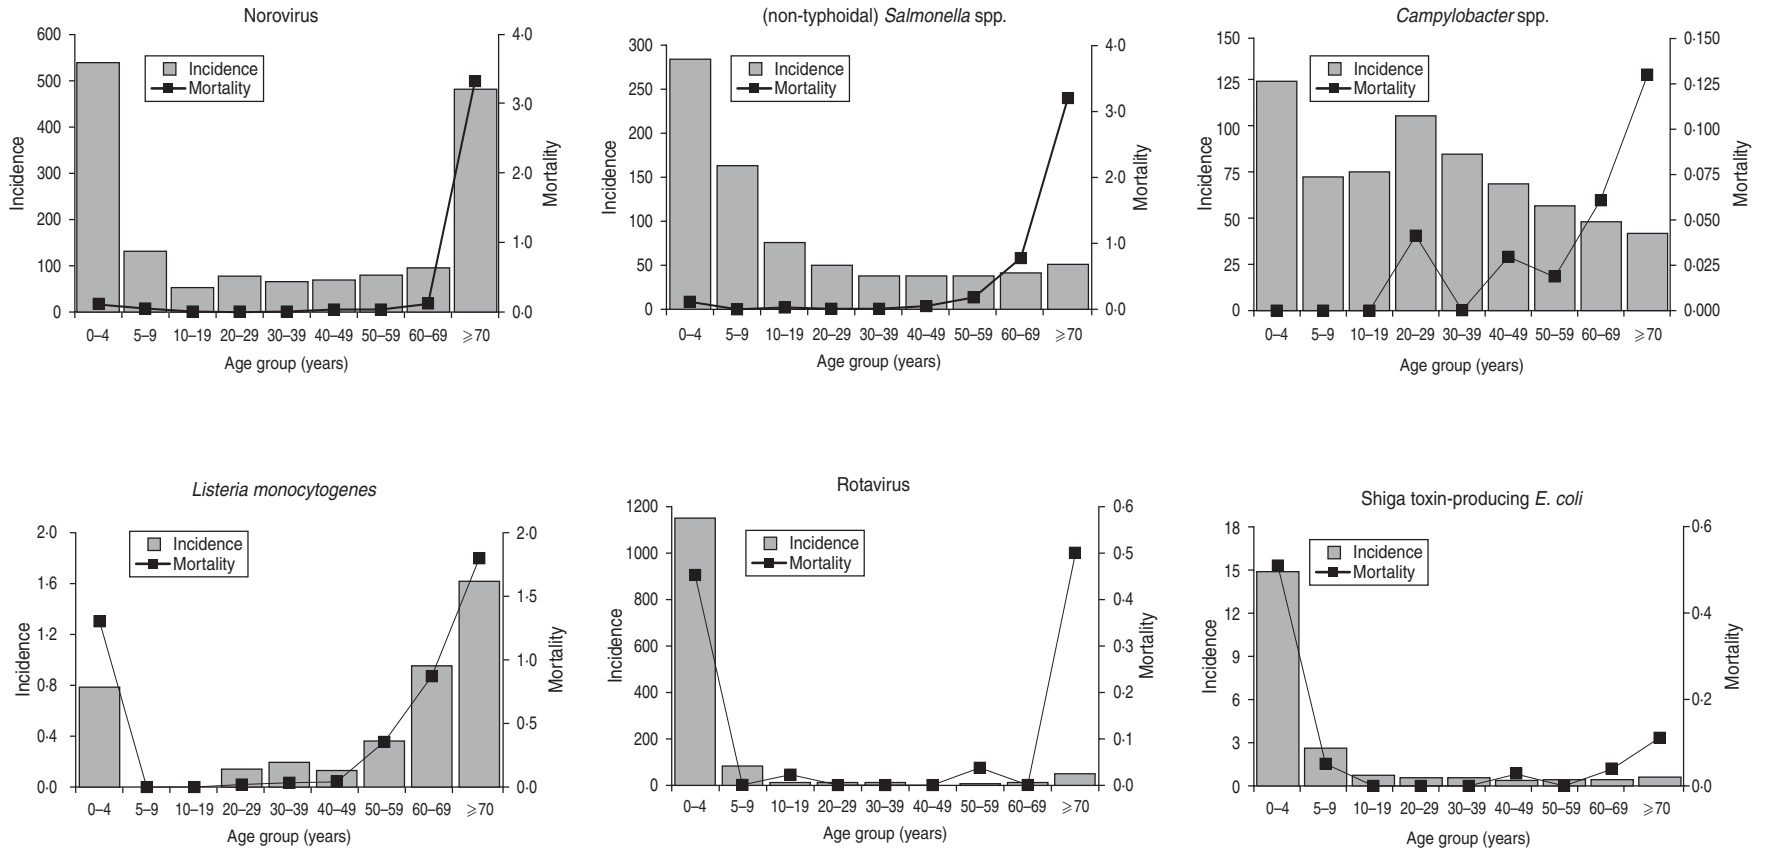 Norovirus
600
500
400
300
200
100
0
Incidence
4·0
3·0
2·0
1·0
0·0
Mortality
Incidence
Mortality
0–4 5–9 10–19 20–29 30–39 40–49 50–59 60–69 ⩾70
Age group (years)
(non-typhoidal) Salmonella spp.
300
250
200
150
100
50
0
Incidence
4·0
3·0
2·0
1·0
0·0
Mortality
Incidence
Mortality
0–4 5–9 10–19 20–29 30–39 40–49 50–59 60–69 ⩾70
Age group (years)
Campylobacter spp.
150
125
100
75
50
25
0
Incidence
0·150
0·125
0·100
0·075
0·050
0·025
0·000
Mortality
Incidence
Mortality
0–4 5–9 10–19 20–29 30–39 40–49 50–59 60–69 ⩾70
Age group (years)
Listeria monocytogenes
2·0
1·6
1·2
0·8
0·4
0·0
Incidence
2·0
1·5
1·0
0·5
0·0
Mortality
Incidence
Mortality
0–4 5–9 10–19 20–29 30–39 40–49 50–59 60–69 ⩾70
Age group (years)
Rotavirus
1200
1000
800
600
400
200
0
Incidence
0·6
0·5
0·4
0·3
0·2
0·1
0·0
Mortality
Incidence
Mortality
0–4 5–9 10–19 20–29 30–39 40–49 50–59 60–69 ⩾70
Age group (years)
Shiga toxin-producing E. coli
18
15
12
9
6
3
0
Incidence
0·6
0·4
0·2
0·0
Mortality
Incidence
Mortality
0–4 5–9 10–19 20–29 30–39 40–49 50–59 60–69 ⩾70
Age group (years)